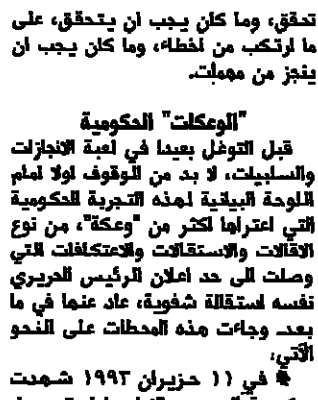 تحقق، وما كان يجب ان يتحقق، على
ما ارتكب من اخطاء، وما كان يجب ان
ينجز من مهمات.
"الوعكات" الحكومية
قبل التوغل بعيدا في لعبة الانجازات
والسلبيات، لا بد من الوقوف اولا امام
اللوحة البيانية لهذه التجربة الحكومية
التي اعتراها اكثر من "وعكة"، من نوع
الاقالات والاستقالات والاعتكافات التي
وصلت الى حد اعلان الرئيس الحريري
نفسه استقالة شفوية، عاد عنها في ما
بعد. وجاءت هذه المحطات على النحو
الآتي:
* في ١١ حزيران ١٩٩٣ شهدت